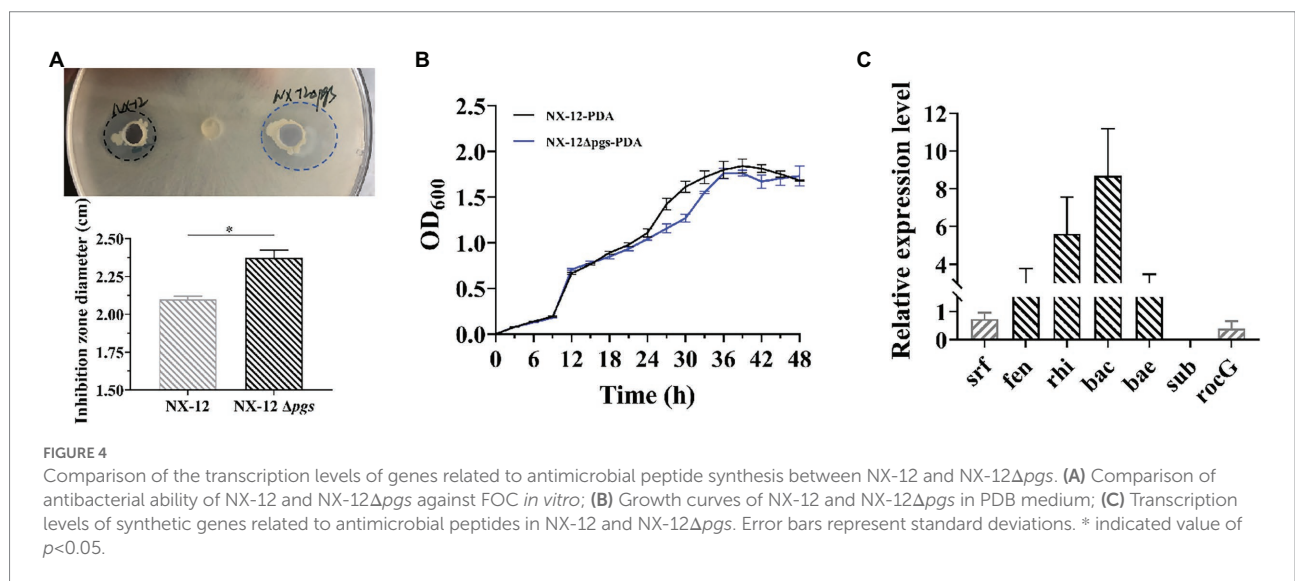 A
NX-12
NX-12Δpgs
Inhibition zone diameter (cm)
2.50
2.25
2.00
1.75
1.50
*
NX-12
NX-12 Δpgs
B
OD600
2.5
2.0
1.5
1.0
0.5
0.0
NX-12-PDA
NX-12Δpgs-PDA
0 6 12 18 24 30 36 42 48
Time (h)
C
Relative expression level
12
10
8
6
4
1
0
srf fen rhi bac bae sub rocG
FIGURE 4
Comparison of the transcription levels of genes related to antimicrobial peptide synthesis between NX-12 and NX-12Δpgs. (A) Comparison of
antibacterial ability of NX-12 and NX-12Δpgs against FOC in vitro; (B) Growth curves of NX-12 and NX-12Δpgs in PDB medium; (C) Transcription
levels of synthetic genes related to antimicrobial peptides in NX-12 and NX-12Δpgs. Error bars represent standard deviations. * indicated value of
p<0.05.